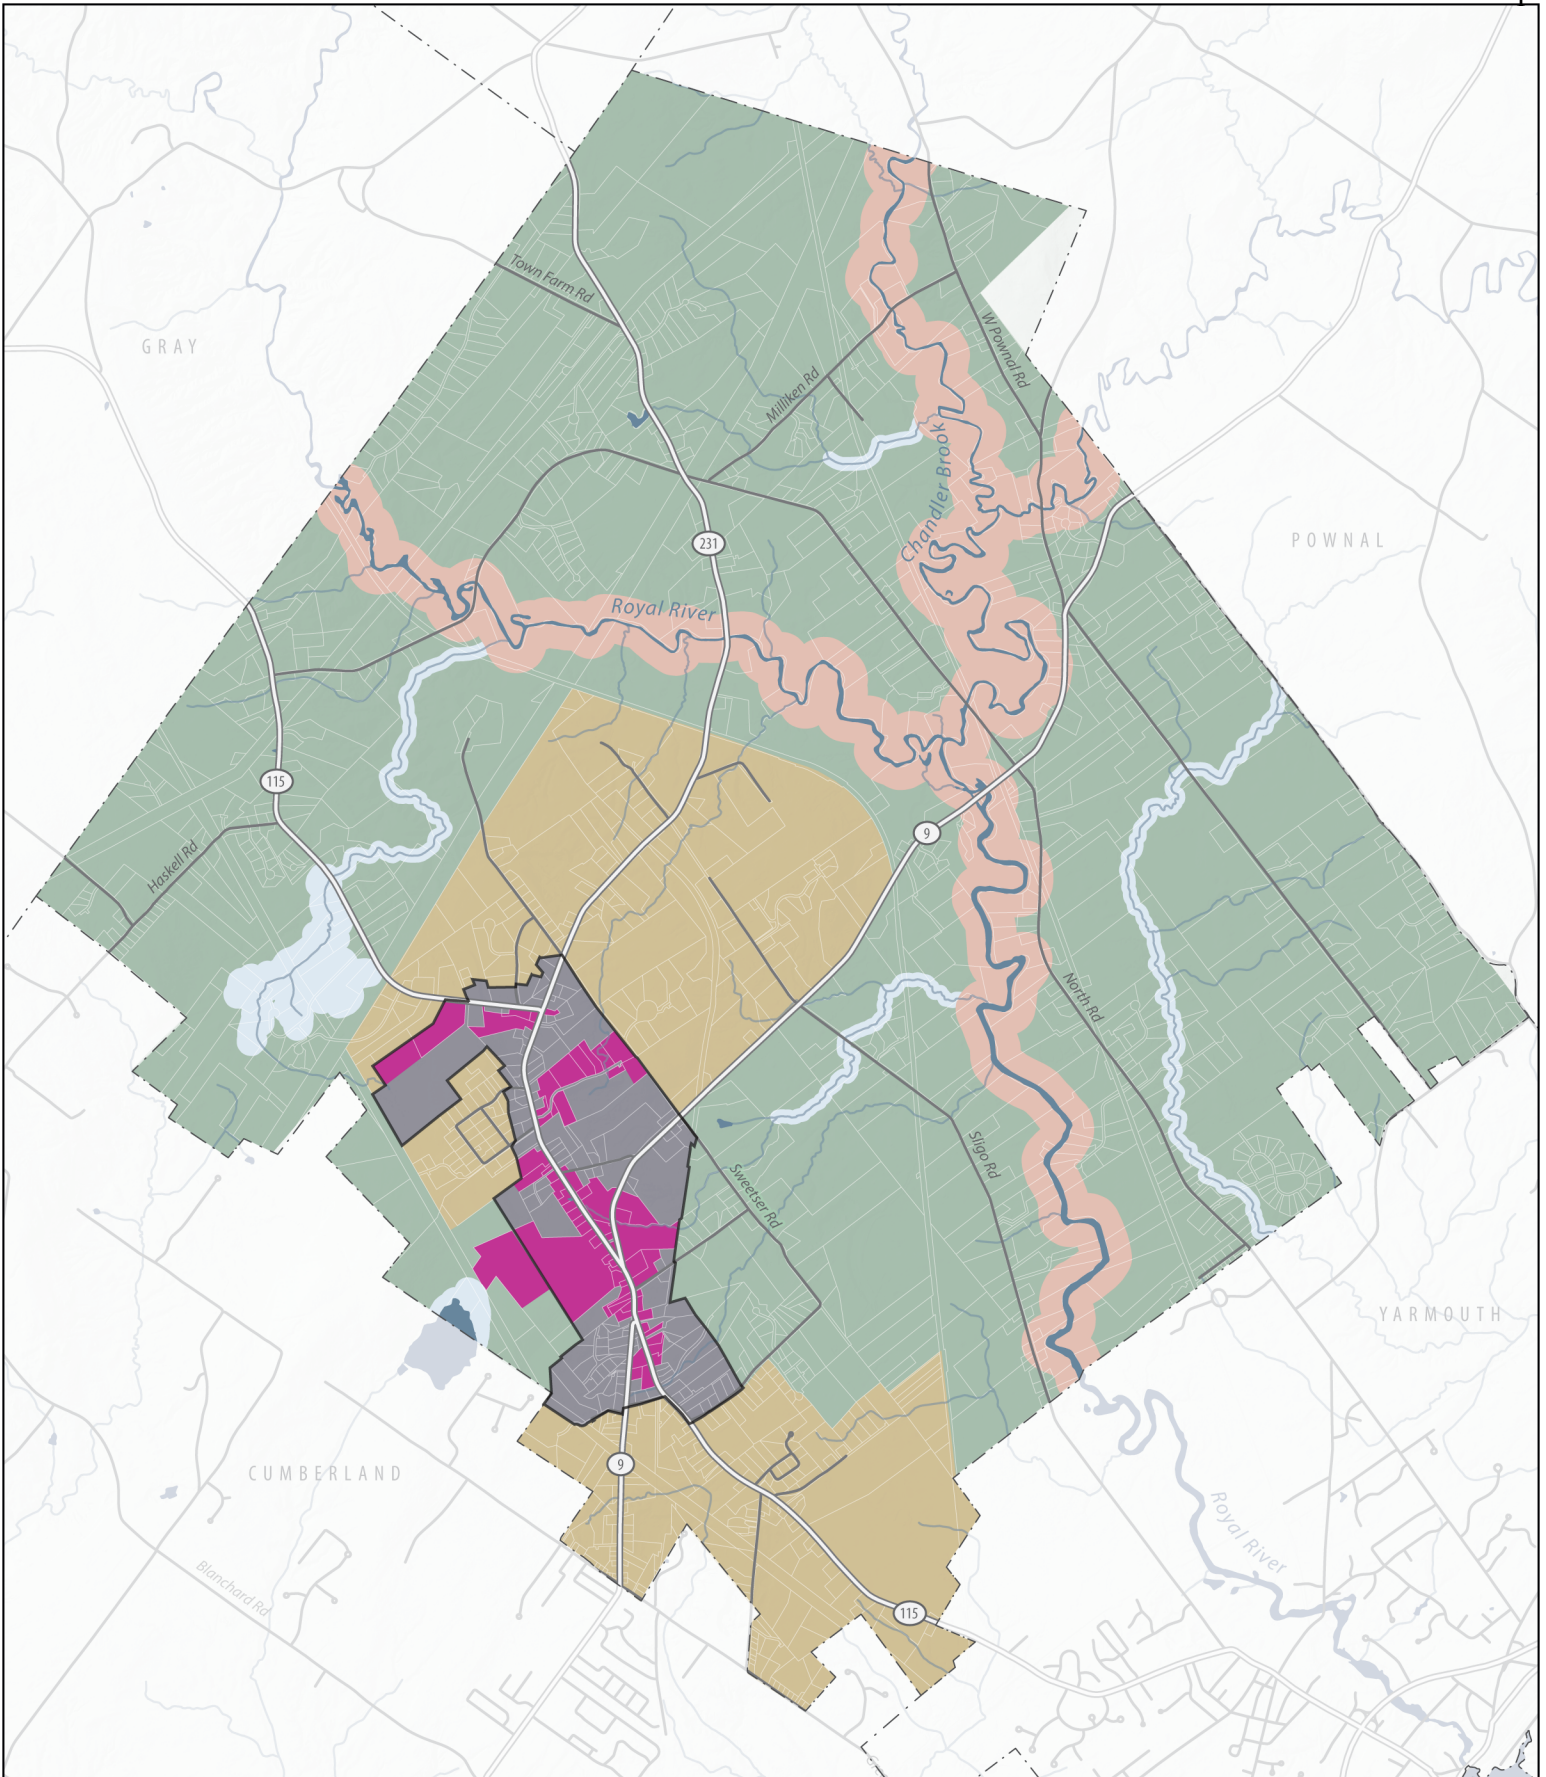 Town Farm Rd
GRAY
W Pownal Rd
Milliken Rd
Chandler Brook
POWNAL
231
Royal River
115
9
Haskell Rd
North Rd
Sligo Rd
Sweetser Rd
YARMOUTH
9
CUMBERLAND
Royal River
Blanchard Rd
115